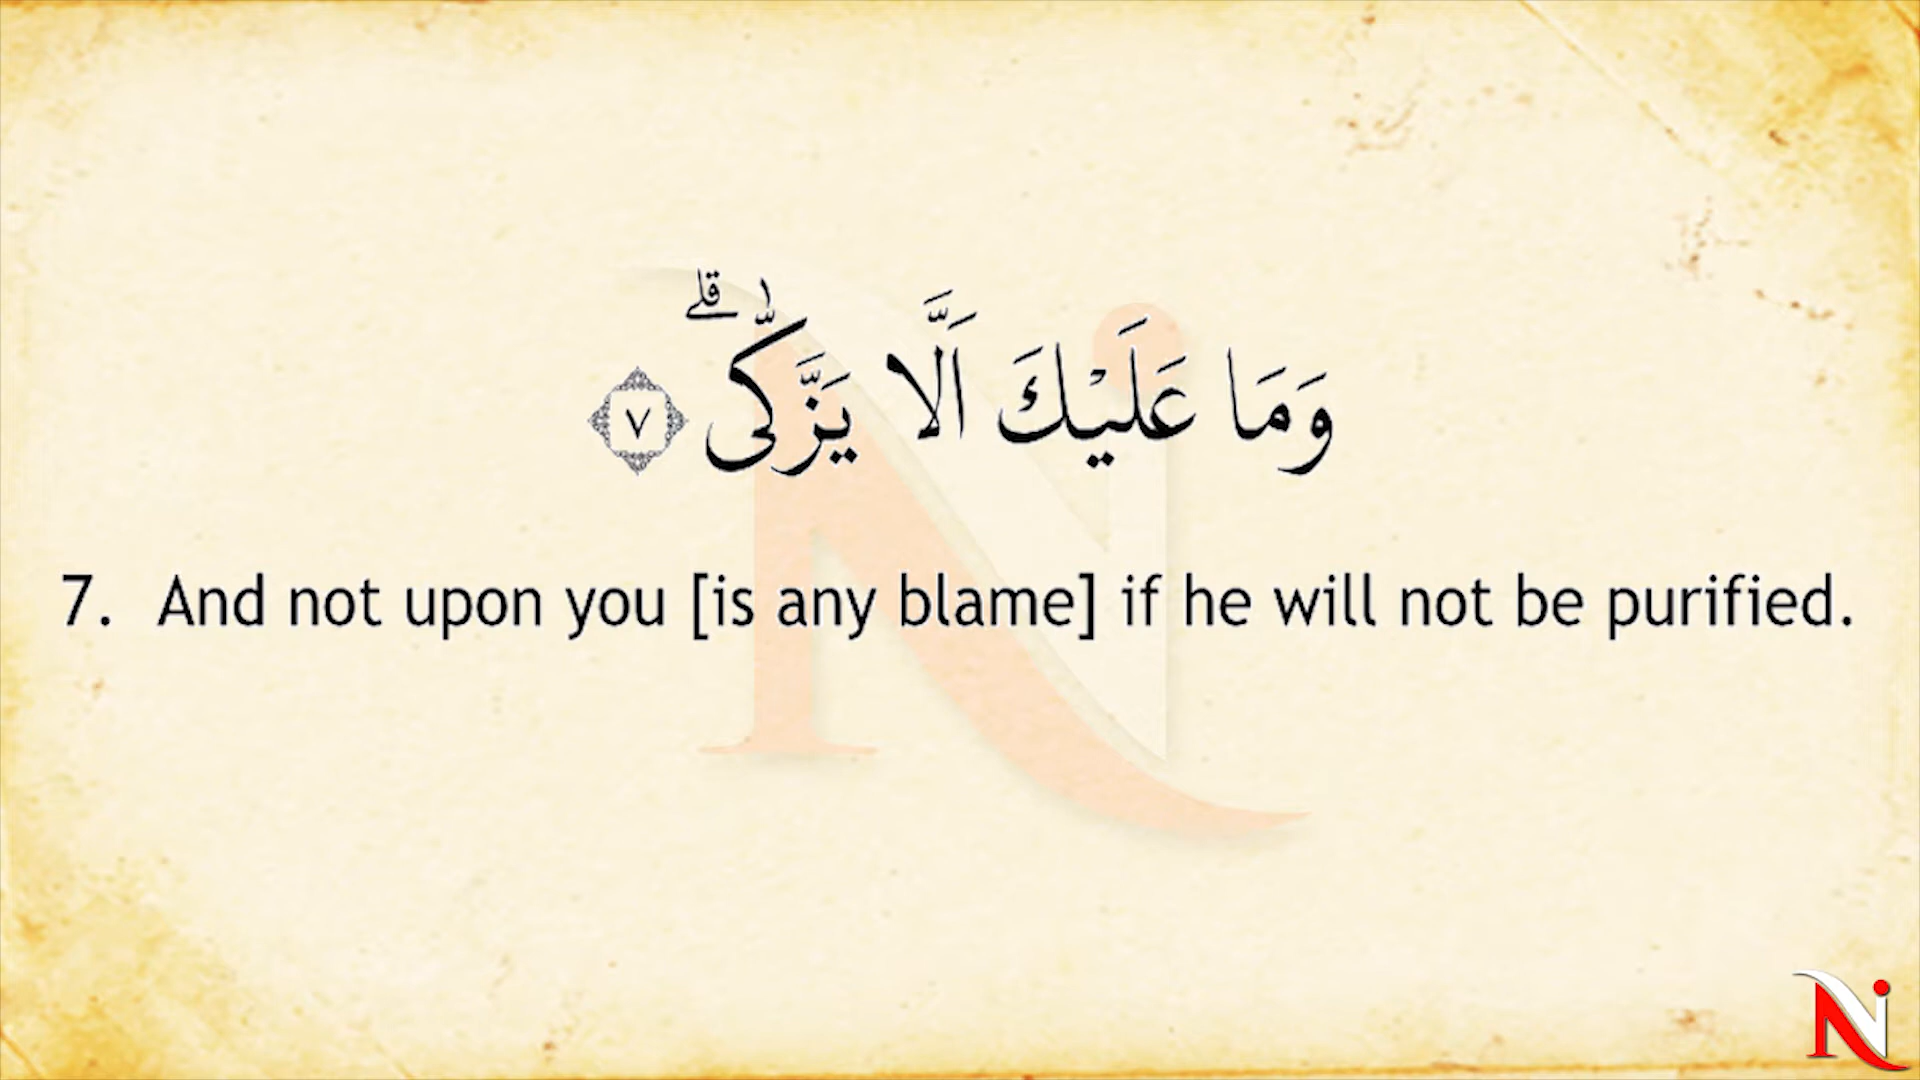 وَمَا عَلَيْكَ اَلَّا يَزَّكّٰىۗ ٧
7. And not upon you [is any blame] if he will not be purified.